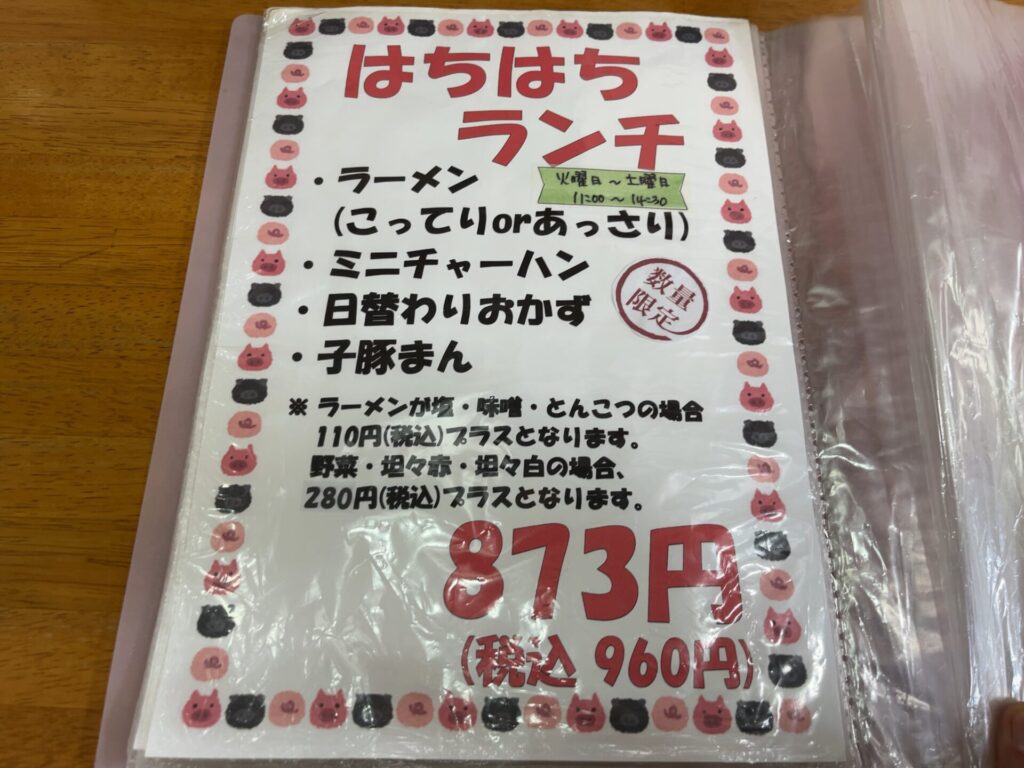 はちはち
ランチ
火曜日～土曜日
11:00～14:30
・ラーメン
(こってりorあっさり)
・ミニチャーハン
・日替わりおかず
・子豚まん
数量
限定
※ ラーメンが塩・味噌・とんこつの場合
110円(税込)プラスとなります。
野菜・坦々赤・坦々白の場合、
280円(税込)プラスとなります。
873円
(税込 960円)